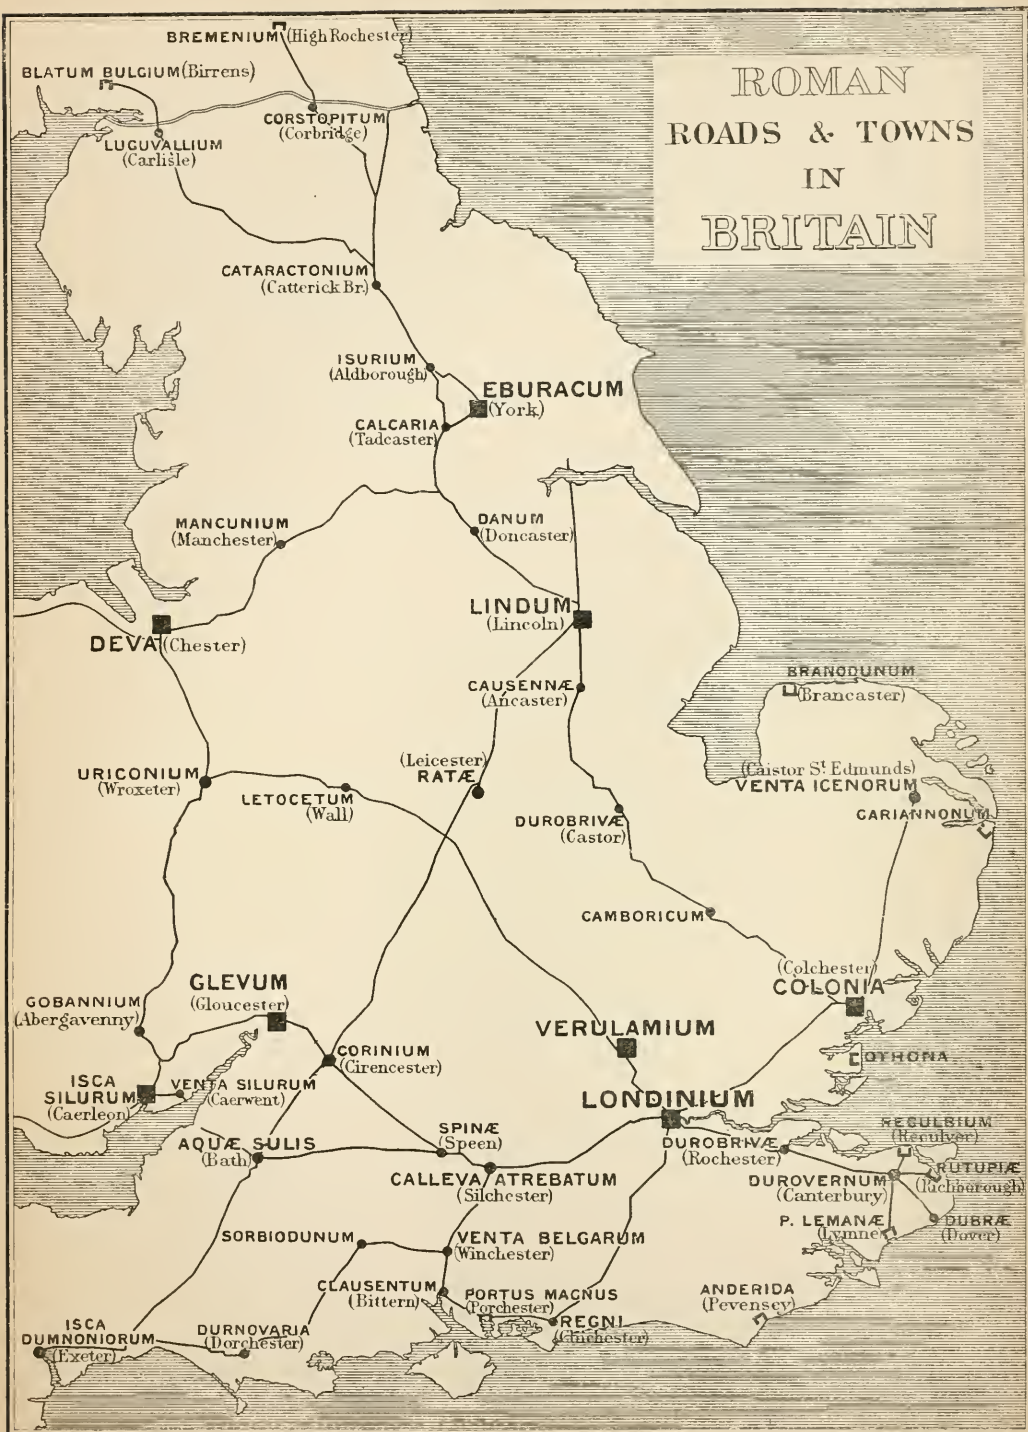 ROMAN
ROADS & TOWNS
IN
BRITAIN
BREMENIUM (High Rochester)
BLATUM BULGIUM (Birrens)
CORSTOPITUM
(Corbridge)
LUGUVALLIUM
(Carlisle)
CATARACTONIUM
(Catterick Br.)
ISURIUM
(Aldborough)
EBURACUM
(York)
CALCARIA
(Tadcaster)
MANCUNIUM
(Manchester)
DANUM
(Doncaster)
LINDUM
(Lincoln)
DEVA (Chester)
CAUSENNÆ
(Ancaster)
BRANODUNUM
(Brancaster)
(Leicester)
RATÆ
URICONIUM
(Wroxeter)
LETOCETUM
(Wall)
(Caistor St. Edmunds)
VENTA ICENORUM
GARIANNONUM
DUROBRIVÆ
(Castor)
CAMBORICUM
(Colchester)
COLONIA
GLEVUM
(Gloucester)
GOBANNIUM
(Abergavenny)
VERULAMIUM
CORINIUM
(Cirencester)
OTHONA
ISCA
SILURUM
(Caerleon)
VENTA SILURUM
(Caerwent)
LONDINIUM
REGULBIUM
(Reculver)
AQUÆ SULIS
(Bath)
SPINÆ
(Speen)
DUROBRIVÆ
(Rochester)
CALLEVA ATREBATUM
(Silchester)
DUROVERNUM
(Canterbury)
RUTUPIÆ
(Richborough)
P. LEMANÆ
(Lymne)
DUBRÆ
(Dover)
SORBIODUNUM
VENTA BELGARUM
(Winchester)
CLAUSENTUM
(Bittern)
PORTUS MAGNUS
(Porchester)
ANDERIDA
(Pevensey)
REGNI
(Chichester)
ISCA
DUMNONIORUM
(Exeter)
DURNOVARIA
(Dorchester)